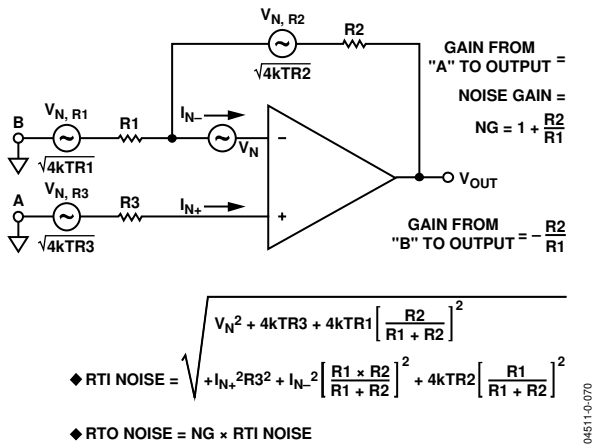 V_N, R2
R2
√4kTR2
GAIN FROM
"A" TO OUTPUT =
NOISE GAIN =
NG = 1 + R2/R1
B
V_N, R1
R1
I_N–
V_N
–
√4kTR1
V_OUT
A
V_N, R3
R3
I_N+
+
√4kTR3
GAIN FROM
"B" TO OUTPUT = – R2/R1
◆ RTI NOISE = √ V_N² + 4kTR3 + 4kTR1 [R2/(R1 + R2)]²
+ I_N+² R3² + I_N–² [(R1 × R2)/(R1 + R2)]² + 4kTR2 [R1/(R1 + R2)]²
◆ RTO NOISE = NG × RTI NOISE
04511-0-070